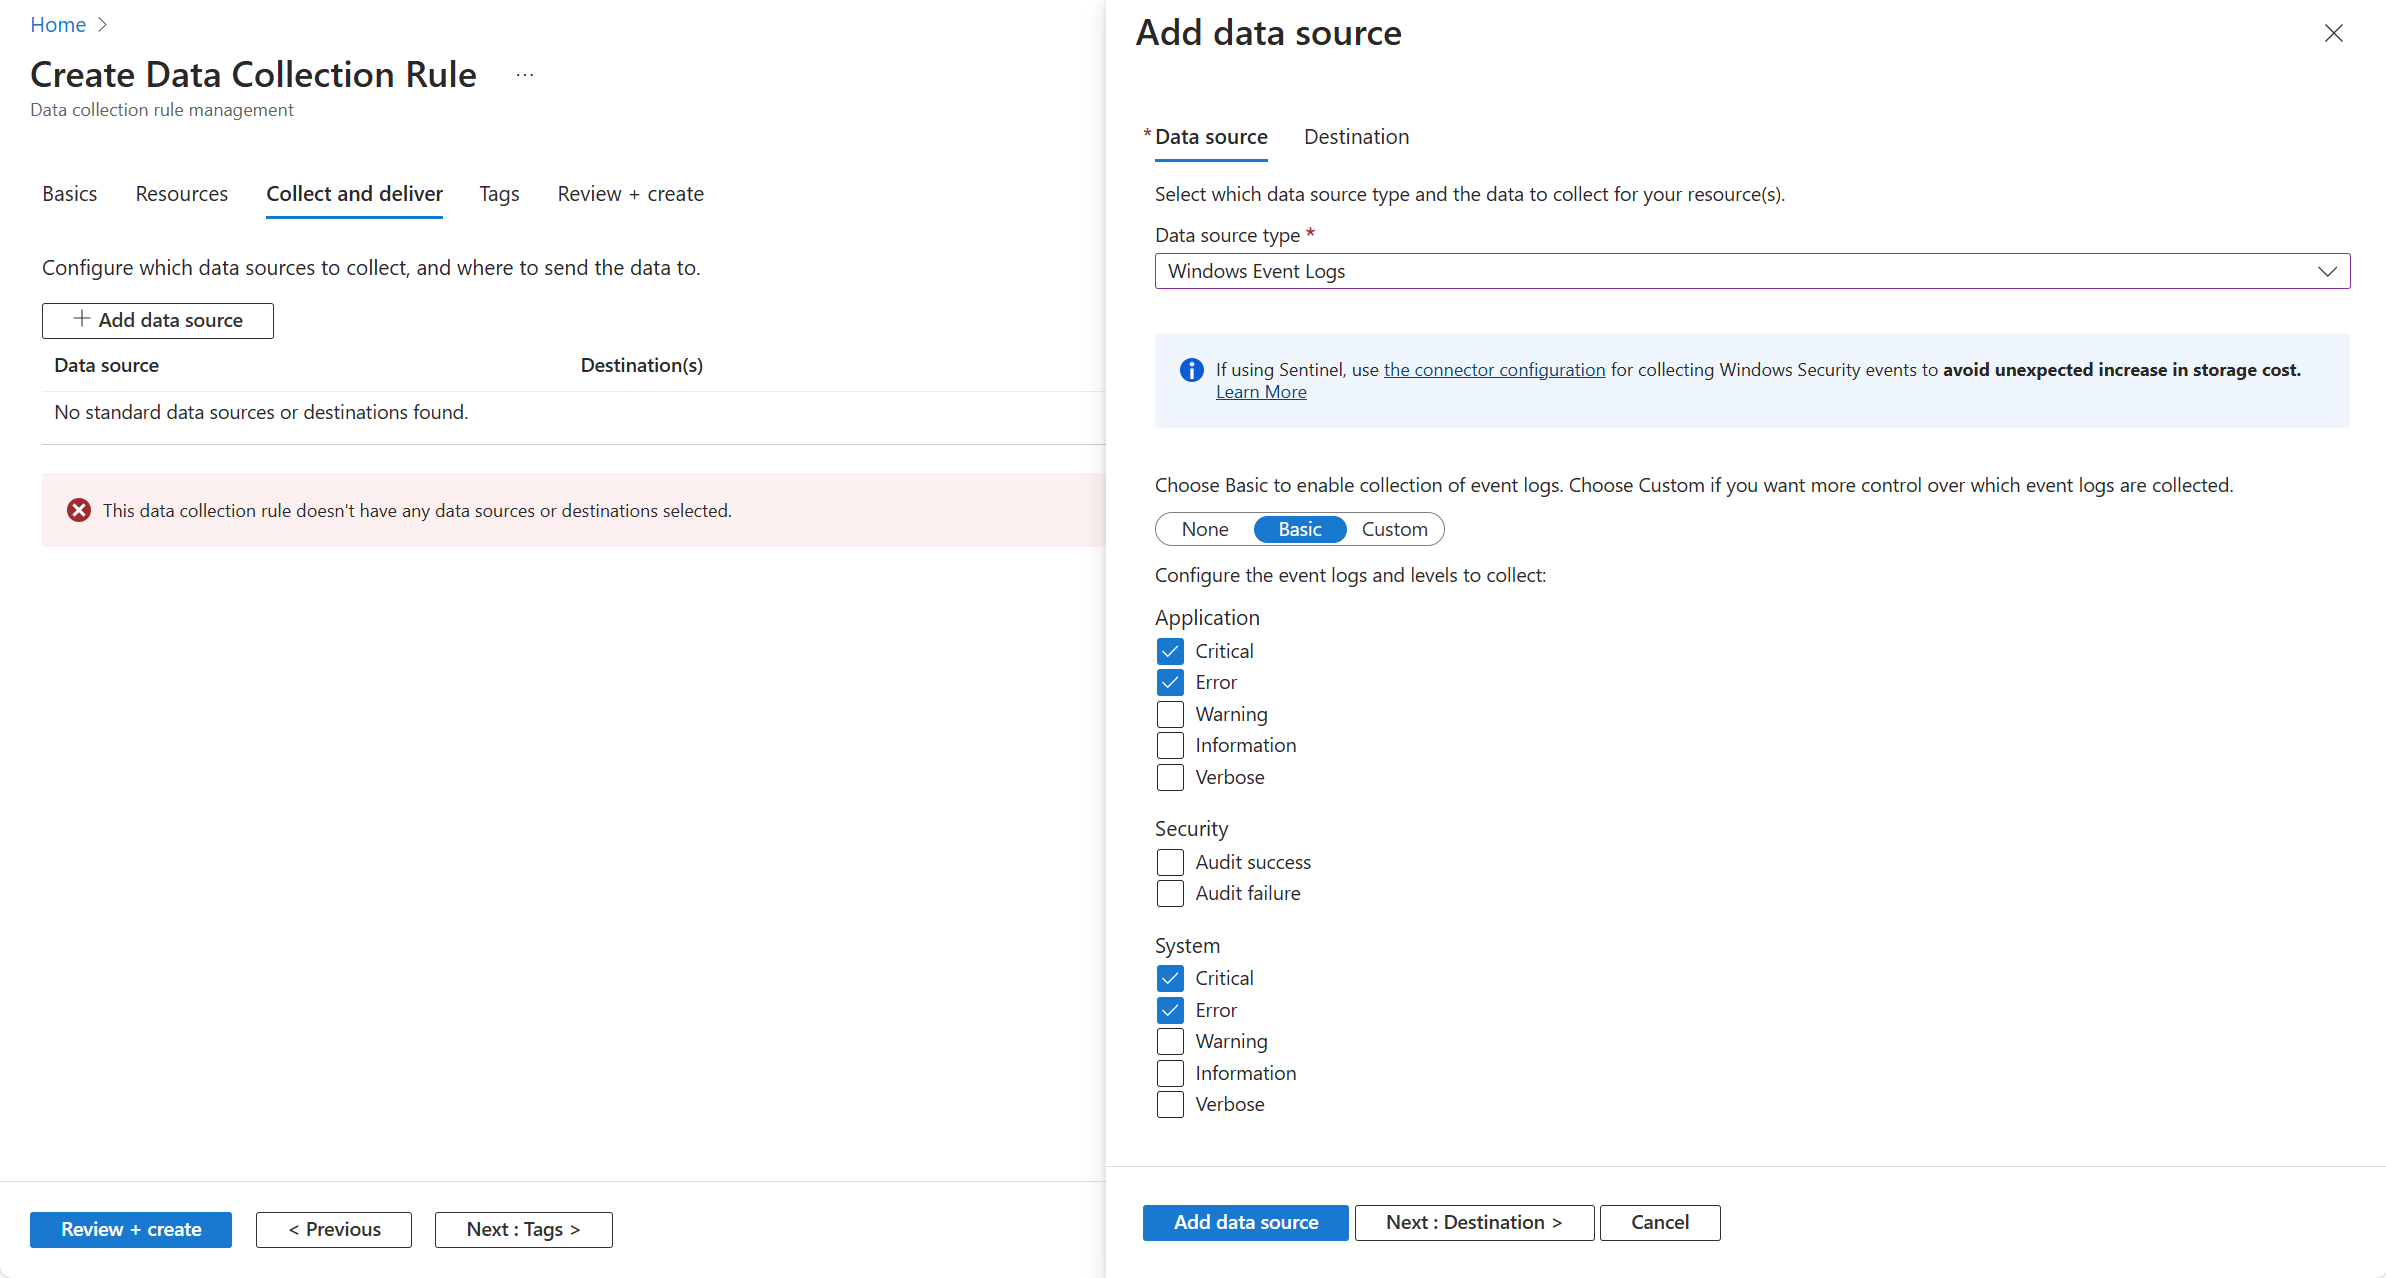 Home
Create Data Collection Rule ...
Data collection rule management
Basics Resources Collect and deliver Tags Review + create
Configure which data sources to collect, and where to send the data to.
+ Add data source
Data source Destination(s)
No standard data sources or destinations found.
This data collection rule doesn't have any data sources or destinations selected.
Review + create < Previous Next : Tags >
Add data source
* Data source Destination
Select which data source type and the data to collect for your resource(s).
Data source type *
Windows Event Logs
If using Sentinel, use the connector configuration for collecting Windows Security events to avoid unexpected increase in storage cost.
Learn More
Choose Basic to enable collection of event logs. Choose Custom if you want more control over which event logs are collected.
None Basic Custom
Configure the event logs and levels to collect:
Application
Critical
Error
Warning
Information
Verbose
Security
Audit success
Audit failure
System
Critical
Error
Warning
Information
Verbose
Add data source Next : Destination > Cancel